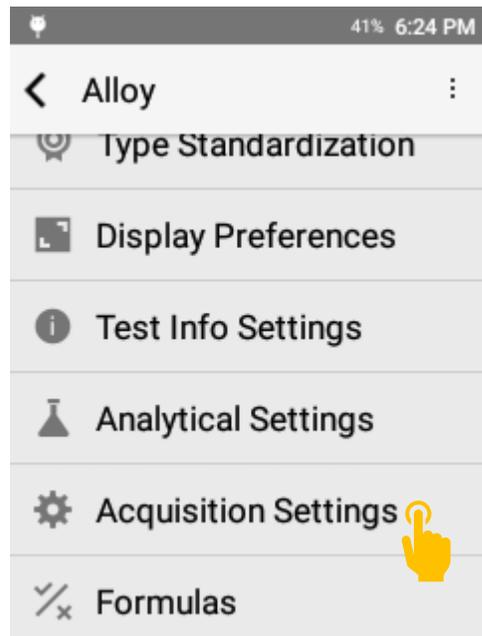 41% 6:24 PM
Alloy
Type Standardization
Display Preferences
Test Info Settings
Analytical Settings
Acquisition Settings
Formulas